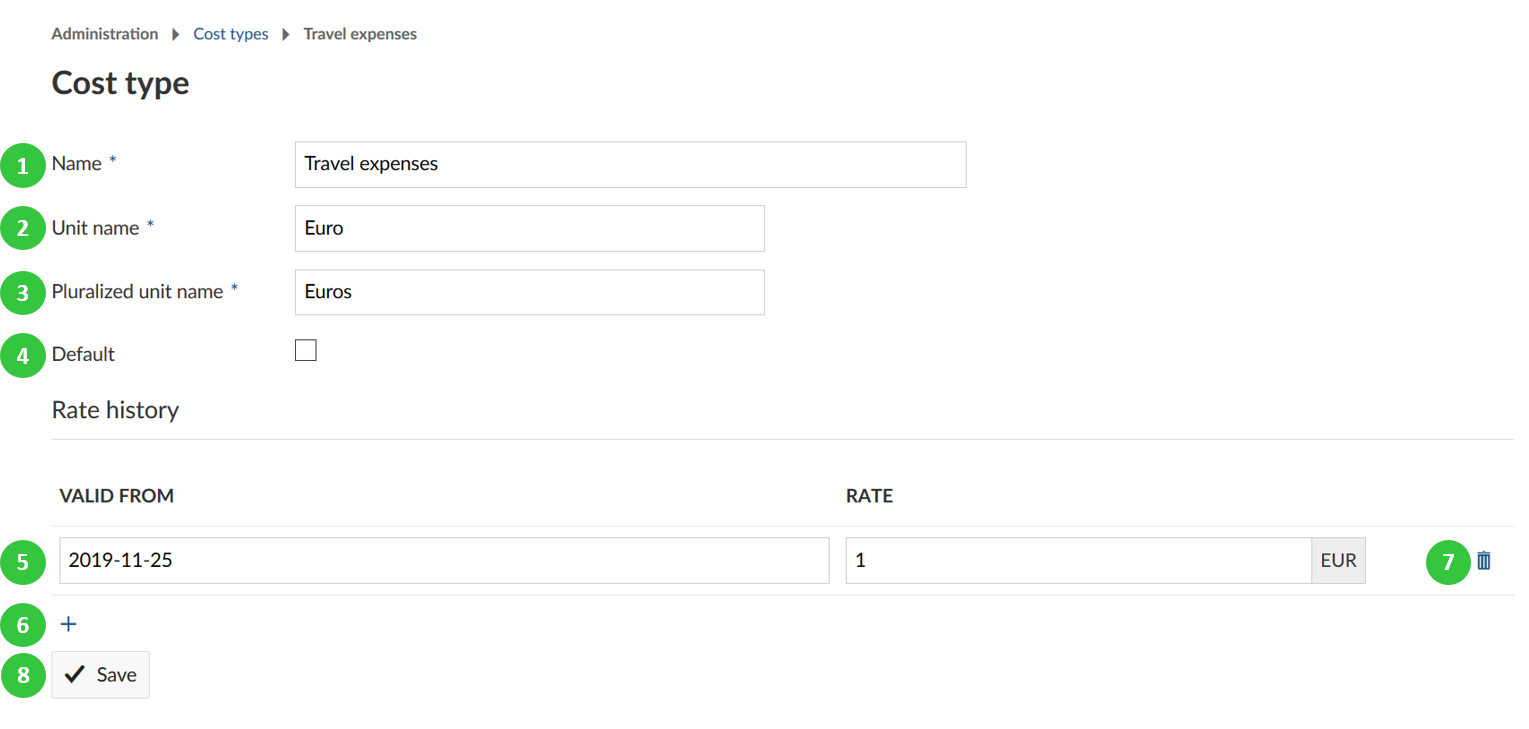 Administration Cost types Travel expenses
Cost type
1 Name * Travel expenses
2 Unit name * Euro
3 Pluralized unit name * Euros
4 Default
Rate history
VALID FROM RATE
5 2019-11-25 1 EUR 7
6 +
8 Save